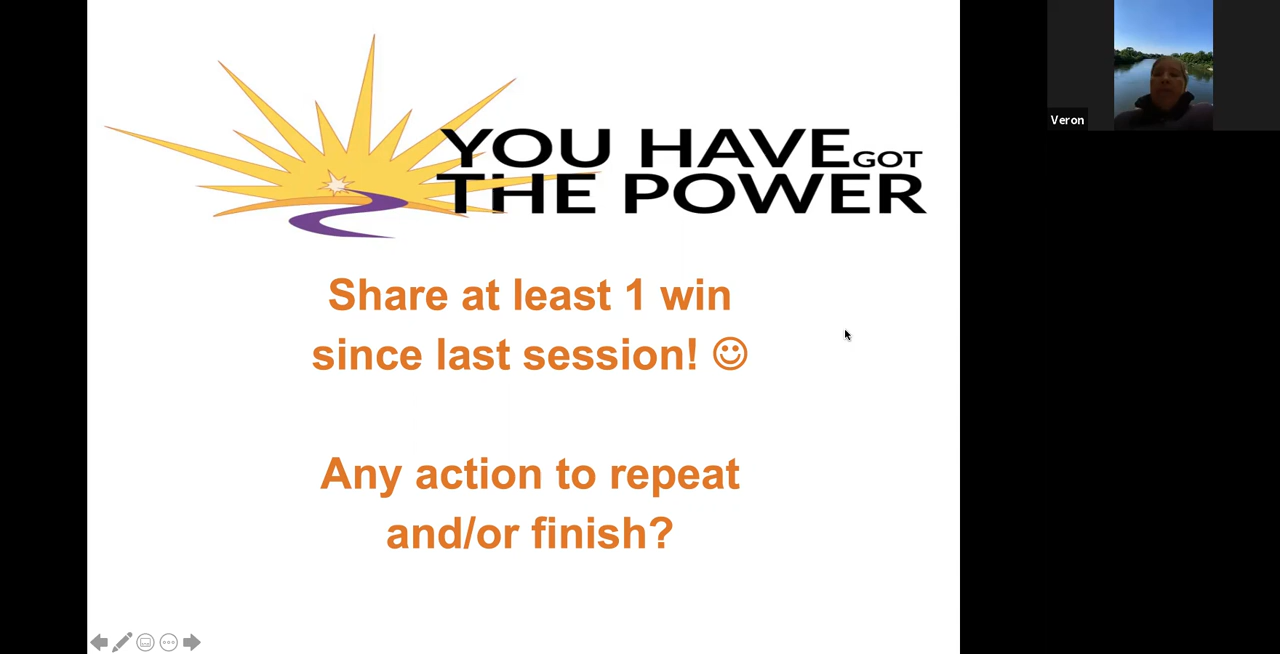 YOU HAVE GOT
THE POWER
Share at least 1 win
since last session! ☺
Any action to repeat
and/or finish?
Veron